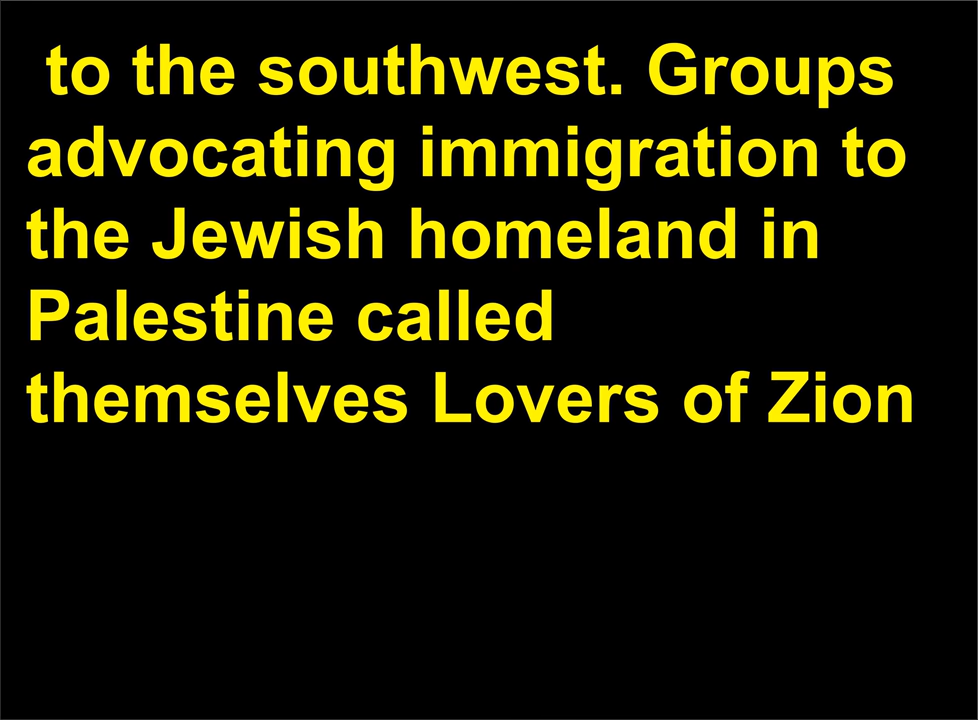 to the southwest. Groups
advocating immigration to
the Jewish homeland in
Palestine called
themselves Lovers of Zion